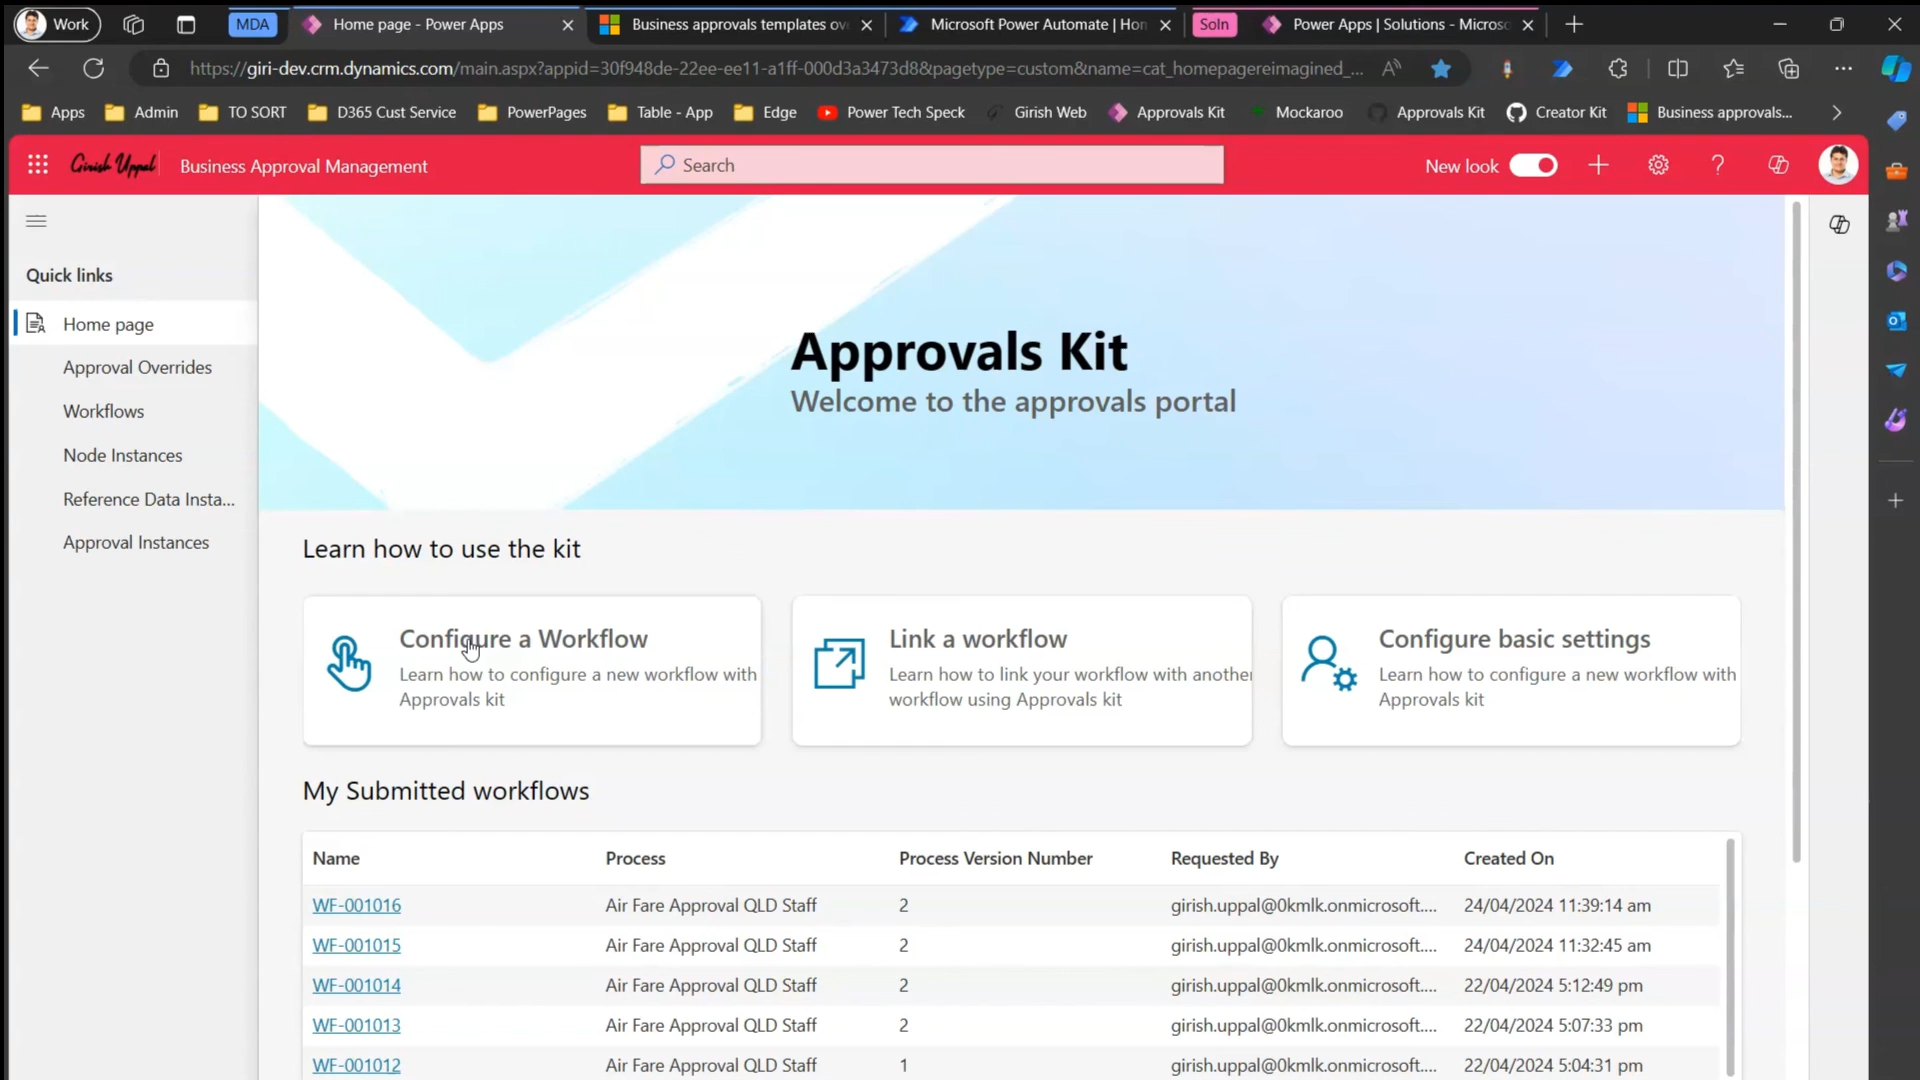 Work
MDA
Home page - Power Apps
Business approvals templates ov
Microsoft Power Automate | Hon
Soln
Power Apps | Solutions - Microso
https://giri-dev.crm.dynamics.com/main.aspx?appid=30f948de-22ee-ee11-a1ff-000d3a3473d8&pagetype=custom&name=cat_homepagereimagined_...
Apps
Admin
TO SORT
D365 Cust Service
PowerPages
Table - App
Edge
Power Tech Speck
Girish Web
Approvals Kit
Mockaroo
Approvals Kit
Creator Kit
Business approvals...
Girish Uppal
Business Approval Management
Search
New look
Quick links
Home page
Approval Overrides
Workflows
Node Instances
Reference Data Insta...
Approval Instances
Approvals Kit
Welcome to the approvals portal
Learn how to use the kit
Configure a Workflow
Learn how to configure a new workflow with
Approvals kit
Link a workflow
Learn how to link your workflow with another
workflow using Approvals kit
Configure basic settings
Learn how to configure a new workflow with
Approvals kit
My Submitted workflows
Name Process Process Version Number Requested By Created On
WF-001016 Air Fare Approval QLD Staff 2 girish.uppal@0kmlk.onmicrosoft.... 24/04/2024 11:39:14 am
WF-001015 Air Fare Approval QLD Staff 2 girish.uppal@0kmlk.onmicrosoft.... 24/04/2024 11:32:45 am
WF-001014 Air Fare Approval QLD Staff 2 girish.uppal@0kmlk.onmicrosoft.... 22/04/2024 5:12:49 pm
WF-001013 Air Fare Approval QLD Staff 2 girish.uppal@0kmlk.onmicrosoft.... 22/04/2024 5:07:33 pm
WF-001012 Air Fare Approval QLD Staff 1 girish.uppal@0kmlk.onmicrosoft.... 22/04/2024 5:04:31 pm